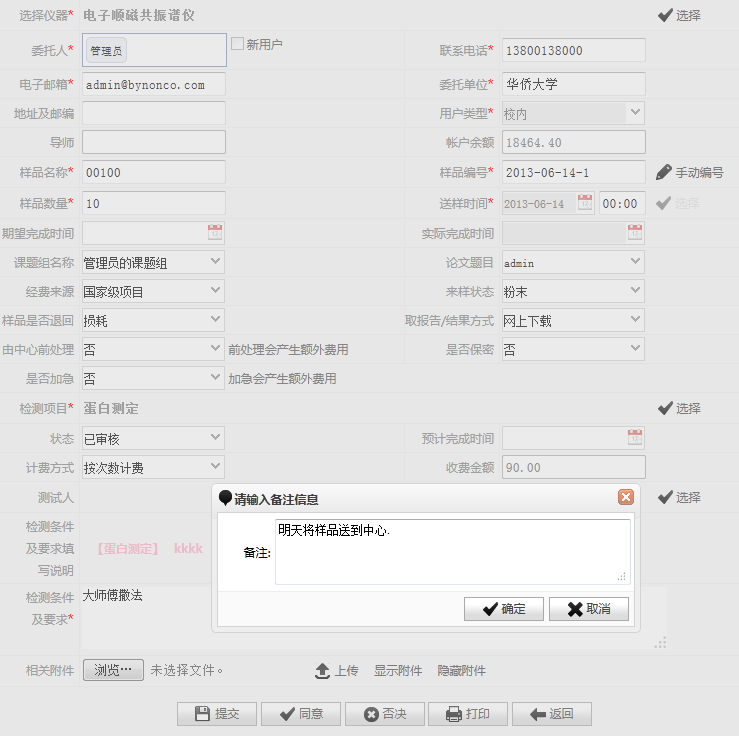 选择仪器* 电子顺磁共振谱仪 选择
委托人* 管理员 新用户 联系电话* 13800138000
电子邮箱* admin@bynonco.com 委托单位* 华侨大学
地址及邮编 用户类型* 校内
导师 帐户余额 18464.40
样品名称* 00100 样品编号* 2013-06-14-1 手动编号
样品数量* 10 送样时间* 2013-06-14 00:00 选择
期望完成时间 实际完成时间
课题组名称 管理员的课题组 论文题目 admin
经费来源 国家级项目 来样状态 粉末
样品是否退回 损耗 取报告/结果方式 网上下载
由中心前处理 否 前处理会产生额外费用 是否保密 否
是否加急 否 加急会产生额外费用
检测项目* 蛋白测定 选择
状态 已审核 预计完成时间
计费方式 按次数计费 收费金额 90.00
测试人 选择
请输入备注信息
备注: 明天将样品送到中心.
确定 取消
检测条件
及要求填
写说明
【蛋白测定】 kkkk
检测条件
及要求*
大师傅撒法
相关附件 浏览… 未选择文件。 上传 显示附件 隐藏附件
提交 同意 否决 打印 返回